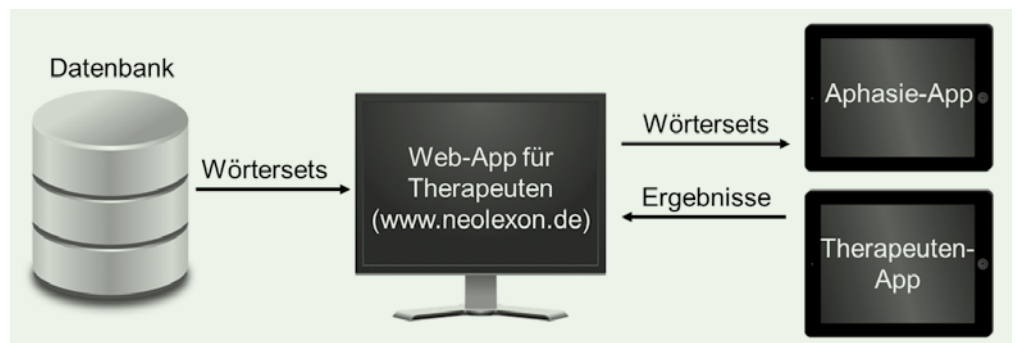 Datenbank
Wörtersets
Web-App für
Therapeuten
(www.neolexon.de)
Wörtersets
Ergebnisse
Aphasie-App
Therapeuten-
App